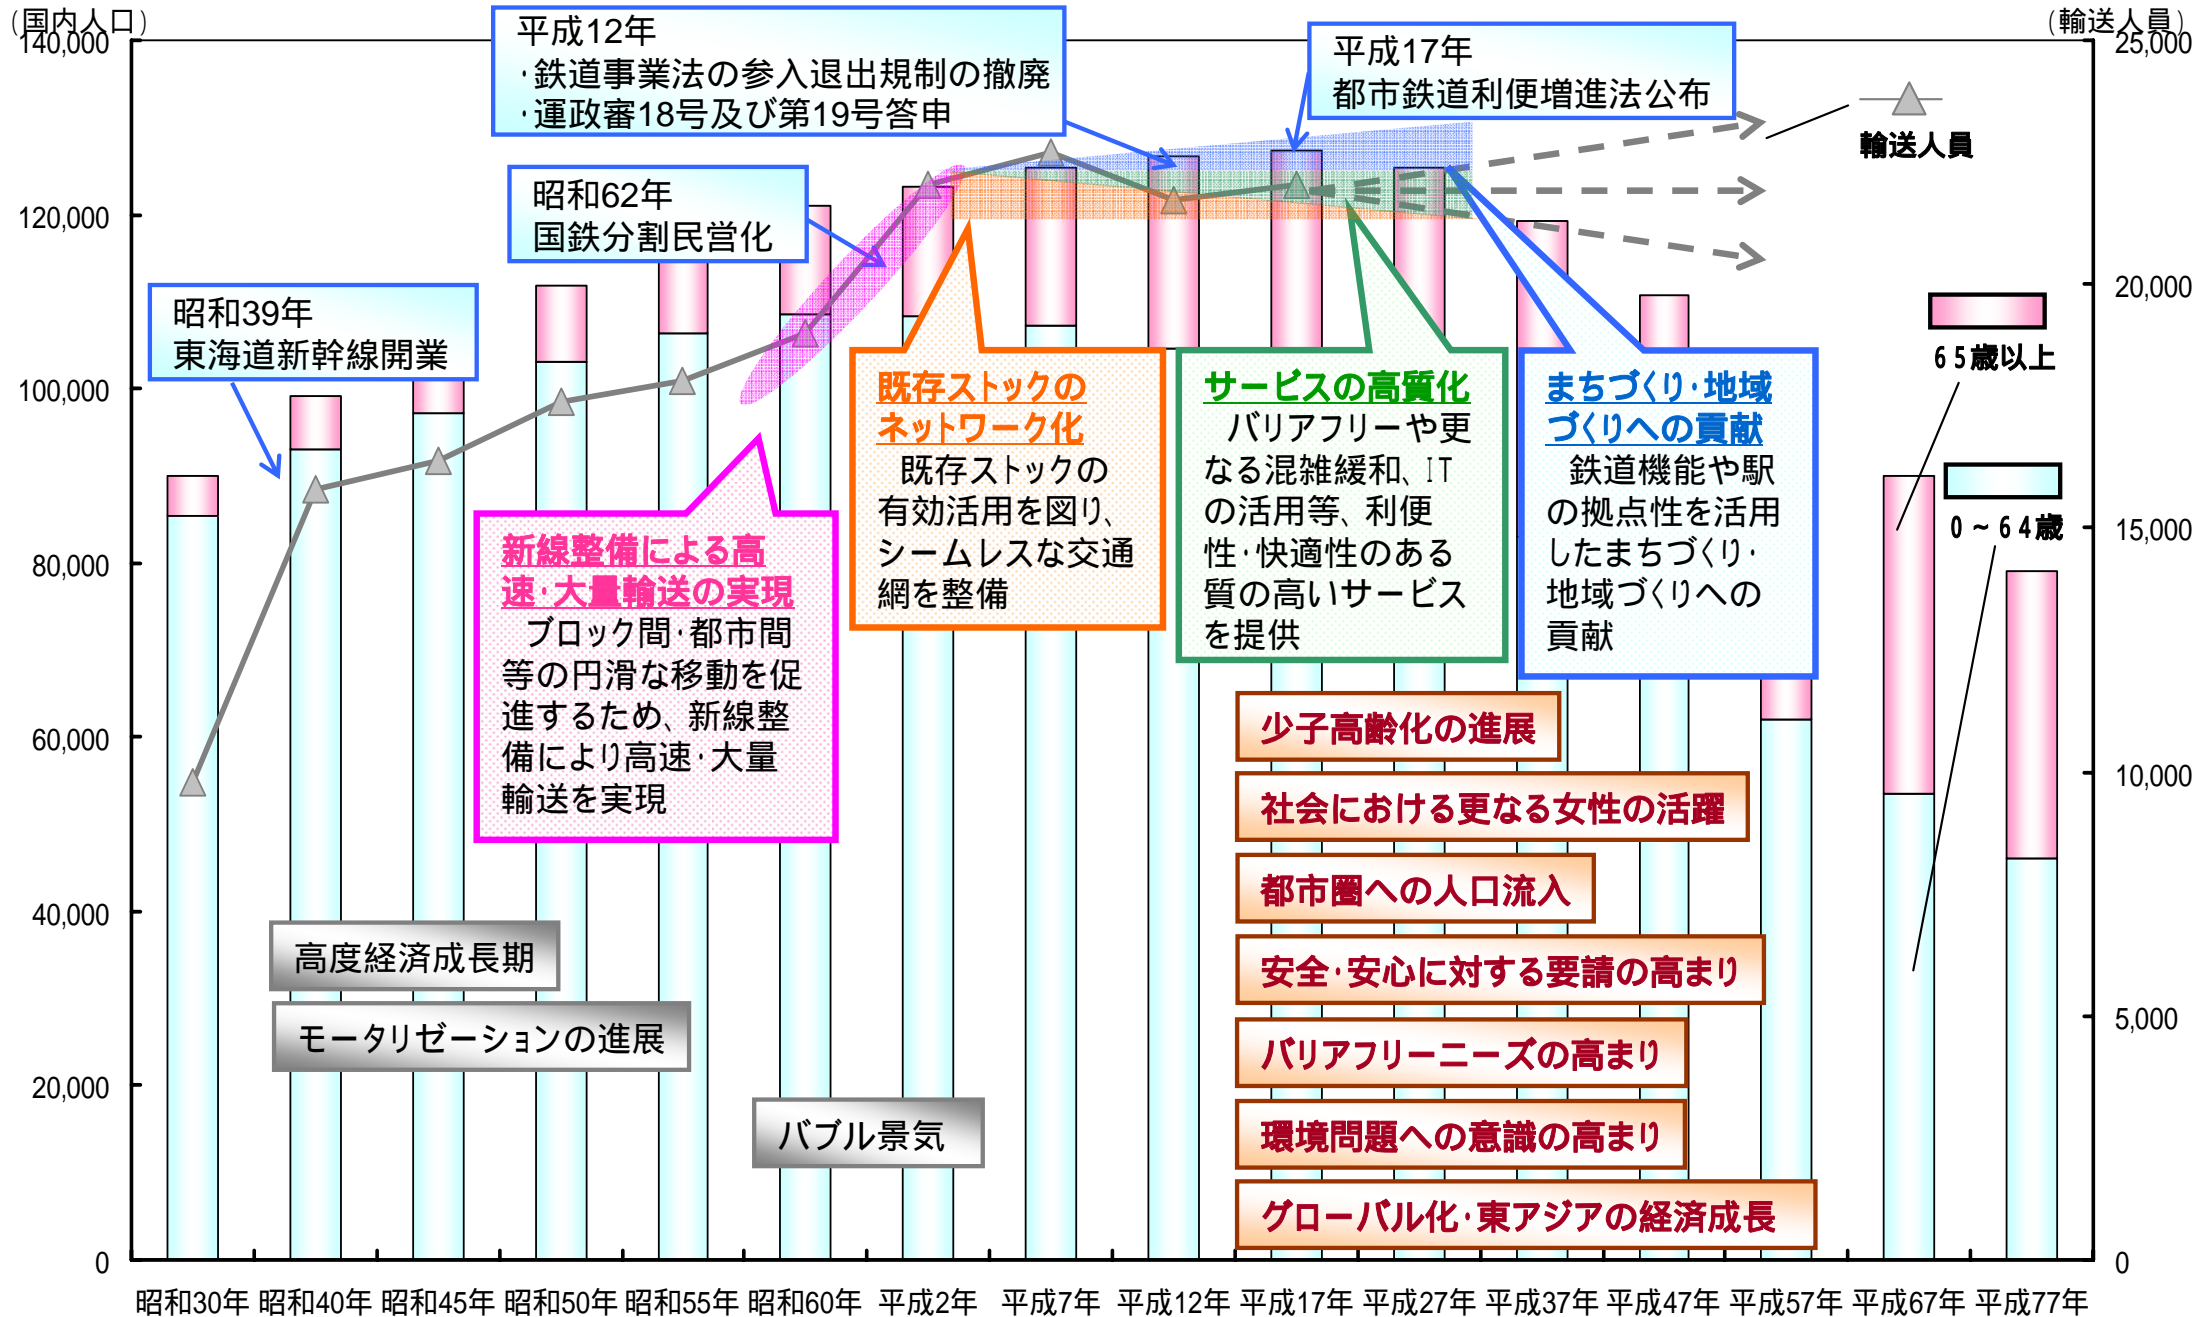 （国内人口）
（輸送人員）
140,000
120,000
100,000
80,000
60,000
40,000
20,000
0
25,000
20,000
15,000
10,000
5,000
0
平成12年
・鉄道事業法の参入退出規制の撤廃
・運政審18号及び第19号答申
平成17年
都市鉄道利便増進法公布
輸送人員
昭和62年
国鉄分割民営化
昭和39年
東海道新幹線開業
65歳以上
0～64歳
新線整備による高
速・大量輸送の実現
ブロック間・都市間
等の円滑な移動を促
進するため、新線整
備により高速・大量
輸送を実現
既存ストックの
ネットワーク化
既存ストックの
有効活用を図り、
シームレスな交通
網を整備
サービスの高質化
バリアフリーや更
なる混雑緩和、IT
の活用等、利便
性・快適性のある
質の高いサービス
を提供
まちづくり・地域
づくりへの貢献
鉄道機能や駅
の拠点性を活用
したまちづくり・
地域づくりへの
貢献
少子高齢化の進展
社会における更なる女性の活躍
都市圏への人口流入
安全・安心に対する要請の高まり
バリアフリーニーズの高まり
環境問題への意識の高まり
グローバル化・東アジアの経済成長
高度経済成長期
モータリゼーションの進展
バブル景気
昭和30年 昭和40年 昭和45年 昭和50年 昭和55年 昭和60年 平成2年 平成7年 平成12年 平成17年 平成27年 平成37年 平成47年 平成57年 平成67年 平成77年